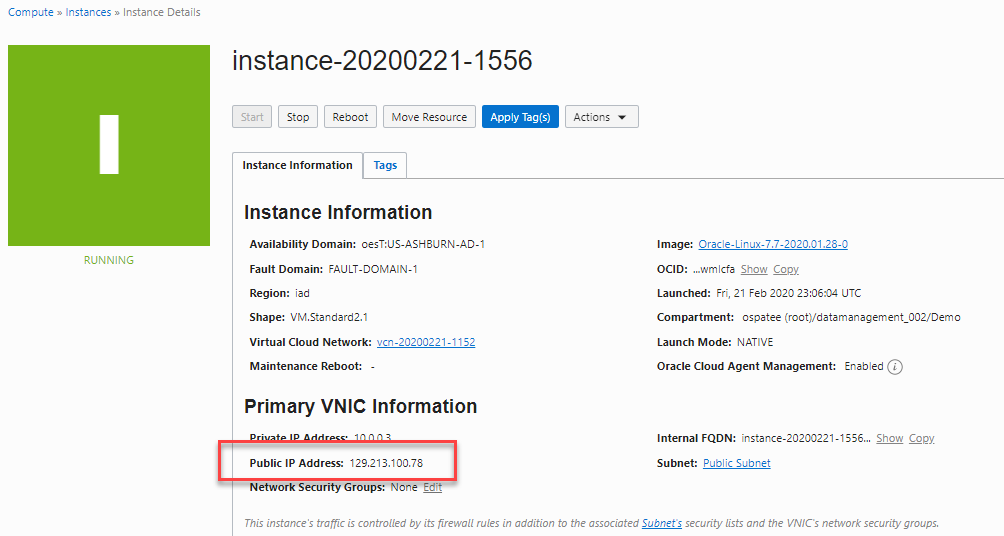 Compute » Instances » Instance Details
instance-20200221-1556
Start Stop Reboot Move Resource Apply Tag(s) Actions
RUNNING
Instance Information Tags
Instance Information
Availability Domain: oesT:US-ASHBURN-AD-1
Fault Domain: FAULT-DOMAIN-1
Region: iad
Shape: VM.Standard2.1
Virtual Cloud Network: vcn-20200221-1152
Maintenance Reboot: -
Image: Oracle-Linux-7.7-2020.01.28-0
OCID: ...wmlcfa Show Copy
Launched: Fri, 21 Feb 2020 23:06:04 UTC
Compartment: ospatee (root)/datamanagement_002/Demo
Launch Mode: NATIVE
Oracle Cloud Agent Management: Enabled i
Primary VNIC Information
Private IP Address: 10.0.0.3
Public IP Address: 129.213.100.78
Network Security Groups: None Edit
Internal FQDN: instance-20200221-1556... Show Copy
Subnet: Public Subnet
This instance's traffic is controlled by its firewall rules in addition to the associated Subnet's security lists and the VNIC's network security groups.